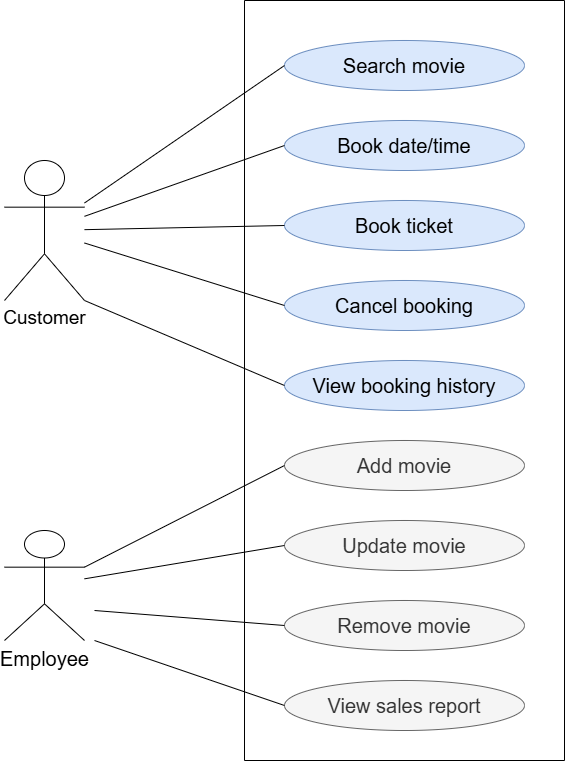 Search movie
Book date/time
Book ticket
Customer
Cancel booking
View booking history
Add movie
Update movie
Remove movie
Employee
View sales report